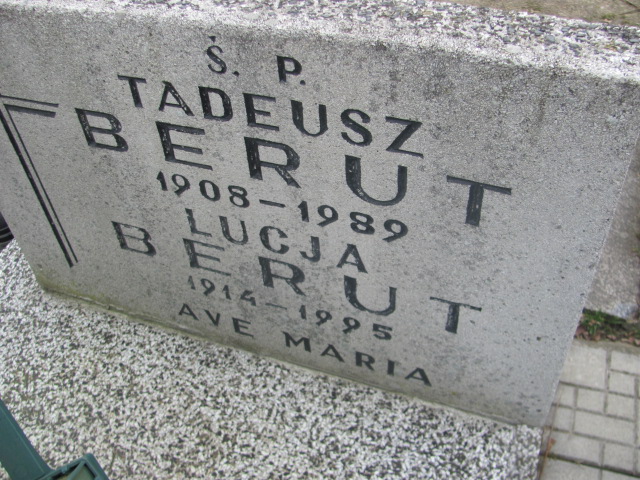 Ś. P.
TADEUSZ
BERUT
1908-1989
LUCJA
BERUT
1914-1995
AVE MARIA